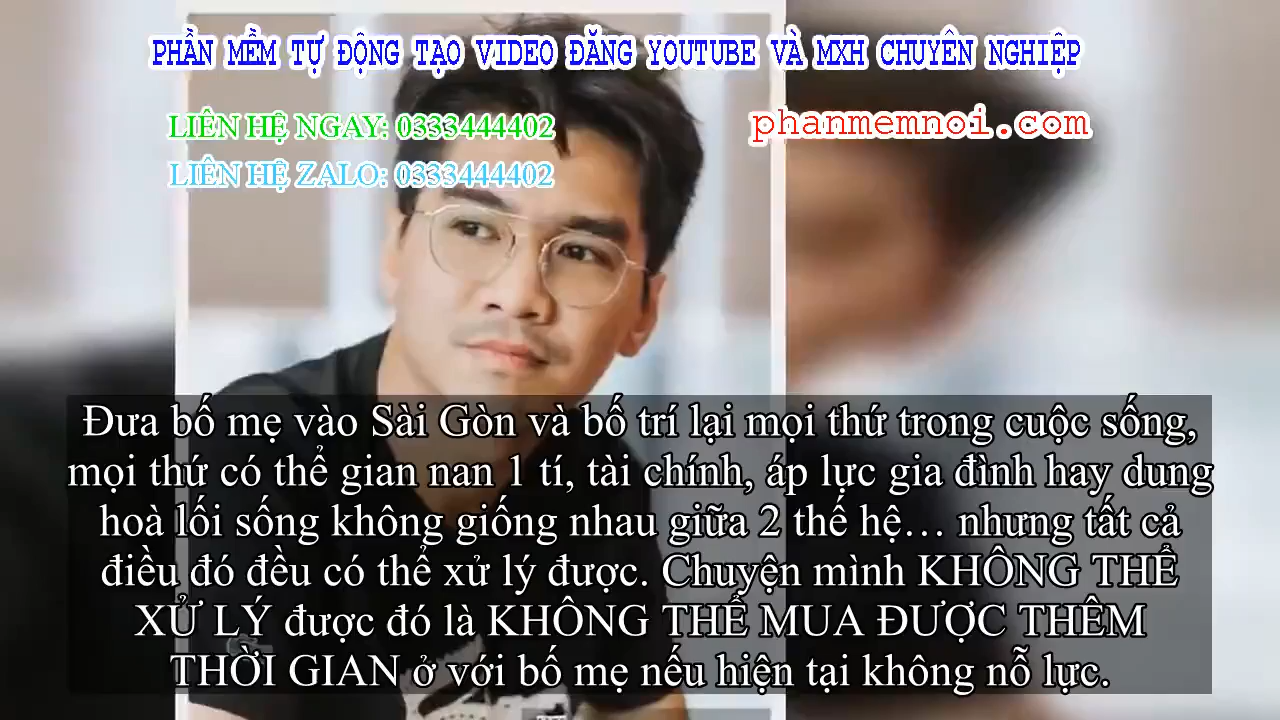 PHẦN MỀM TỰ ĐỘNG TẠO VIDEO ĐĂNG YOUTUBE VÀ MXH CHUYÊN NGHIỆP
LIÊN HỆ NGAY: 0333444402
phanmemnoi.com
LIÊN HỆ ZALO: 0333444402
Đưa bố mẹ vào Sài Gòn và bố trí lại mọi thứ trong cuộc sống,
mọi thứ có thể gian nan 1 tí, tài chính, áp lực gia đình hay dung
hoà lối sống không giống nhau giữa 2 thế hệ… nhưng tất cả
điều đó đều có thể xử lý được. Chuyện mình KHÔNG THỂ
XỬ LÝ được đó là KHÔNG THỂ MUA ĐƯỢC THÊM
THỜI GIAN ở với bố mẹ nếu hiện tại không nỗ lực.